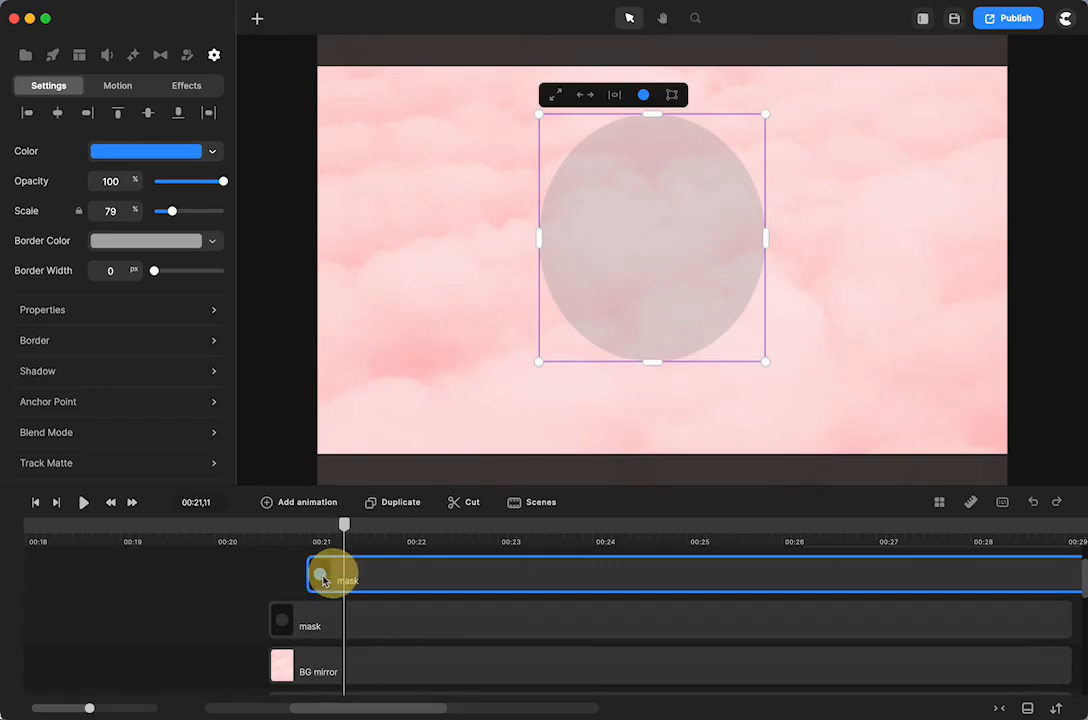 Publish
Settings Motion Effects
Color
Opacity 100 %
Scale 79 %
Border Color
Border Width 0 px
Properties
Border
Shadow
Anchor Point
Blend Mode
Track Matte
00:21,11 Add animation Duplicate Cut Scenes
00:18 00:19 00:20 00:21 00:22 00:23 00:24 00:25 00:26 00:27 00:28 00:29
mask
mask
BG mirror